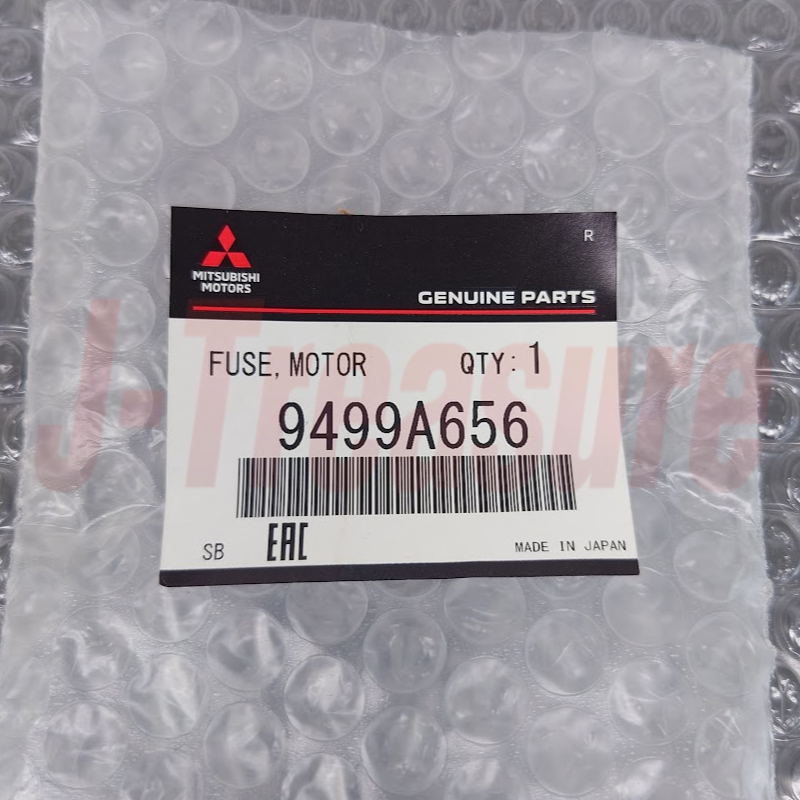 R
MITSUBISHI
MOTORS
GENUINE PARTS
FUSE, MOTOR QTY: 1
9499A656
SB EAC MADE IN JAPAN
J-Treasure